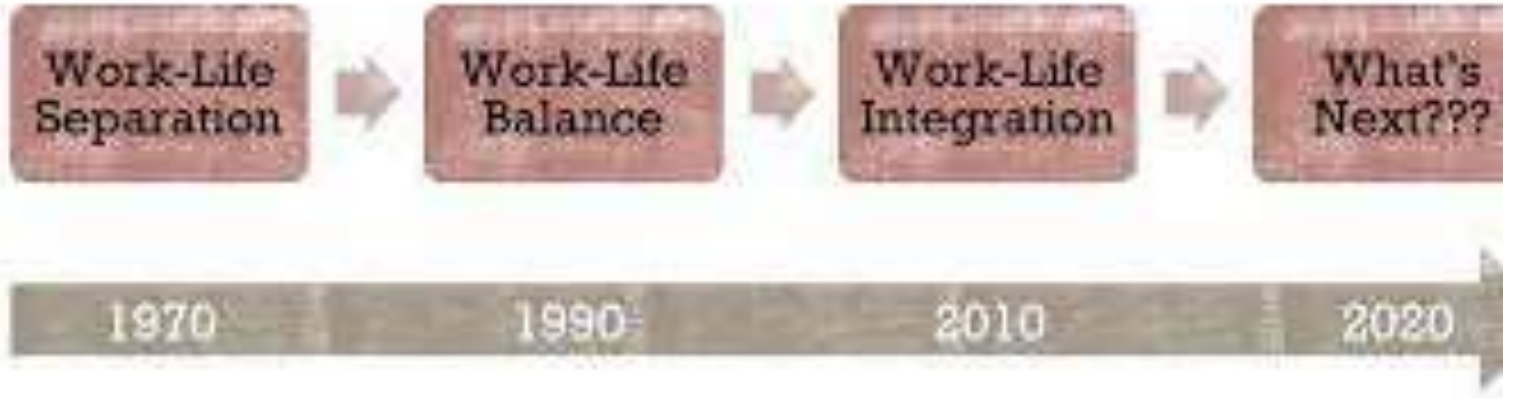 Work-Life
Separation
Work-Life
Balance
Work-Life
Integration
What's
Next???
1970
1990
2010
2020